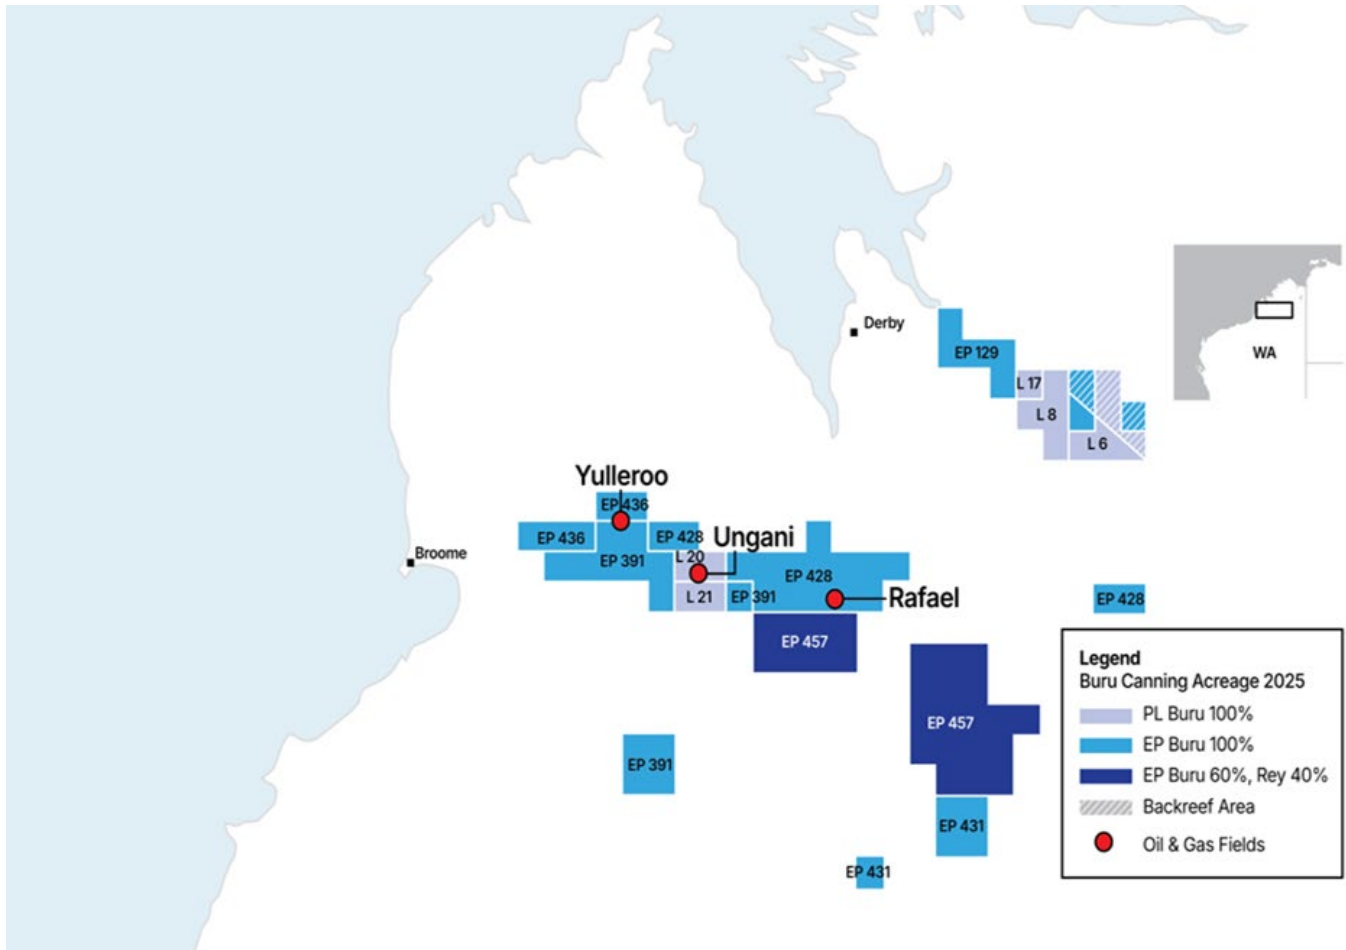 Derby
EP 129
L 17
L 8
L 6
WA
Yulleroo
EP 436
EP 436
EP 428
Ungani
Broome
L 20
EP 391
EP 428
L 21
EP 391
Rafael
EP 428
EP 457
EP 457
EP 391
EP 431
EP 431
Legend
Buru Canning Acreage 2025
PL Buru 100%
EP Buru 100%
EP Buru 60%, Rey 40%
Backreef Area
Oil & Gas Fields